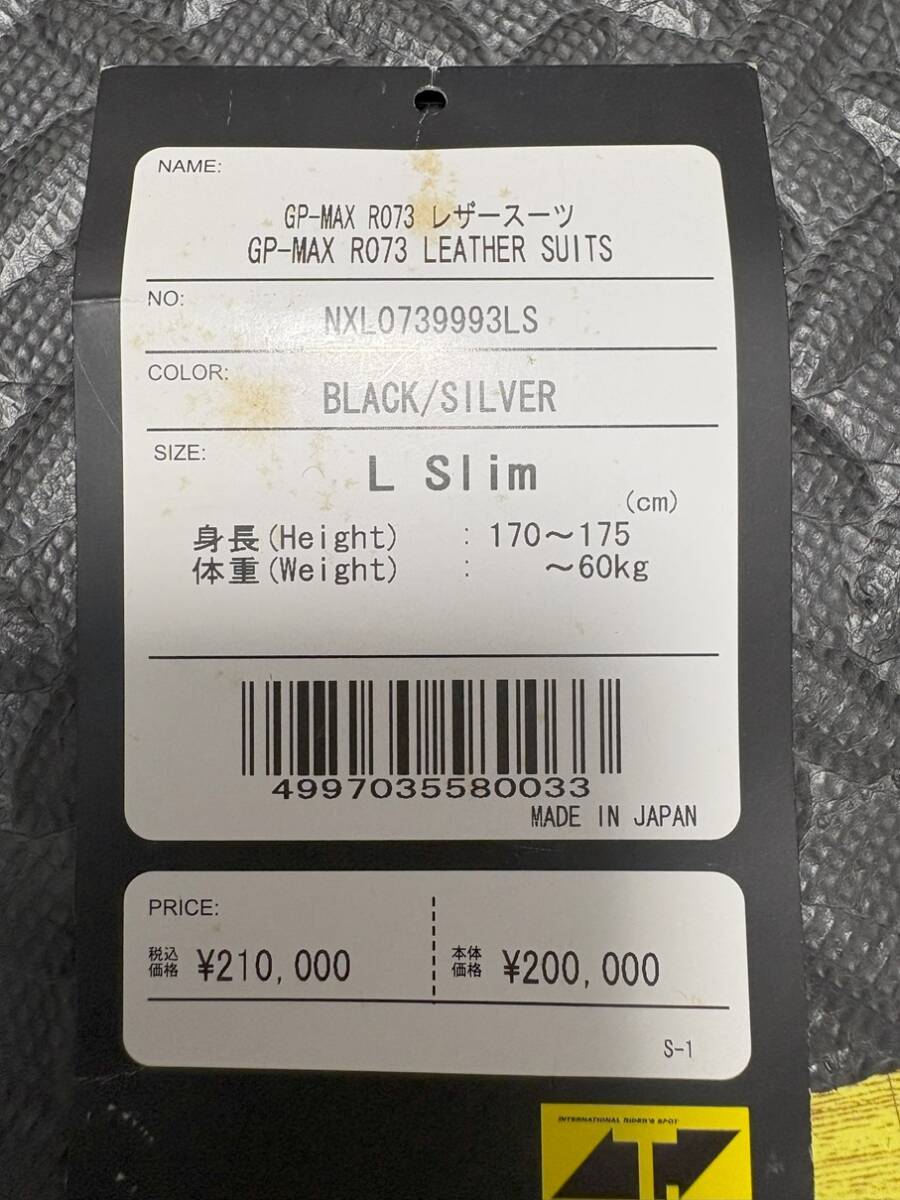 NAME:
GP-MAX R073 レザースーツ
GP-MAX R073 LEATHER SUITS
NO:
NXL0739993LS
COLOR:
BLACK/SILVER
SIZE:
L Slim
(cm)
身長(Height) : 170～175
体重(Weight) : ～60kg
4997035580033
MADE IN JAPAN
PRICE:
税込価格 ¥210,000
本体価格 ¥200,000
S-1
INTERNATIONAL RIDER'S SPOT